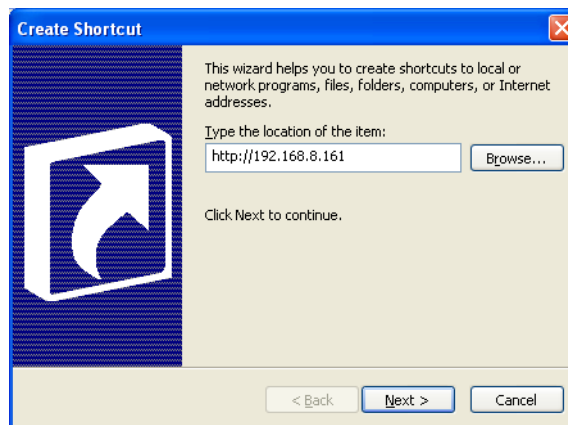 Create Shortcut
This wizard helps you to create shortcuts to local or
network programs, files, folders, computers, or Internet
addresses.
Type the location of the item:
http://192.168.8.161
Browse...
Click Next to continue.
< Back
Next >
Cancel